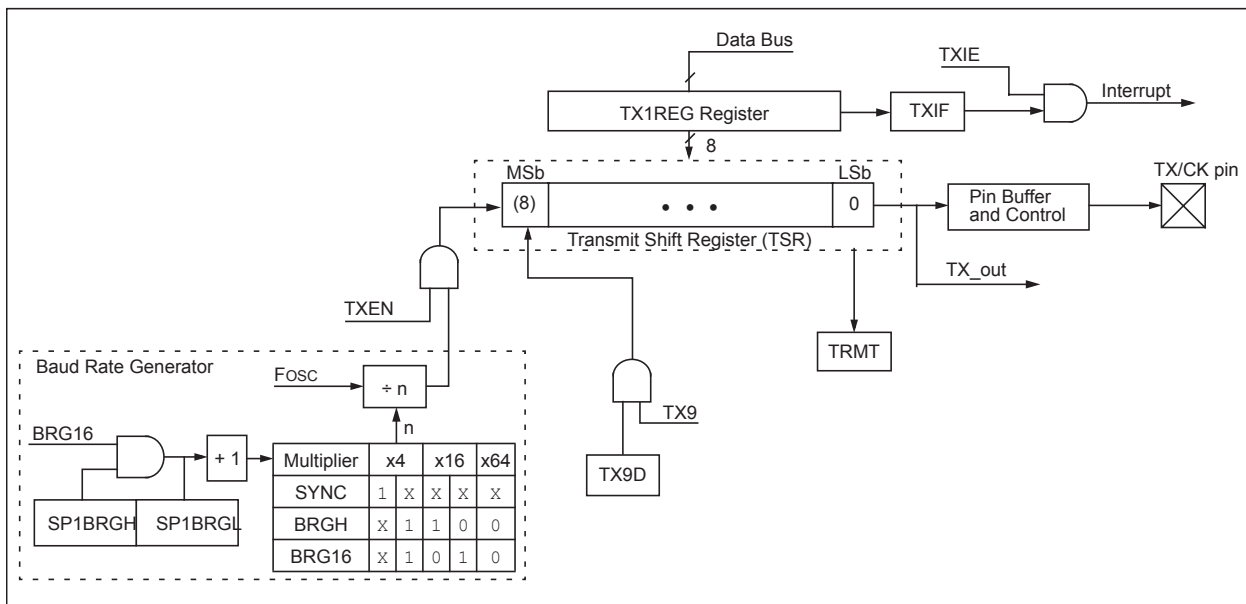 Data Bus
TXIE
Interrupt
TX1REG Register
TXIF
8
MSb
LSb
TX/CK pin
(8)
• • •
0
Pin Buffer
and Control
Transmit Shift Register (TSR)
TX_out
TXEN
TRMT
Baud Rate Generator
FOSC
÷ n
TX9
n
BRG16
+ 1
Multiplier x4 x16 x64
TX9D
SYNC 1 X X X X
SP1BRGH SP1BRGL
BRGH X 1 1 0 0
BRG16 X 1 0 1 0